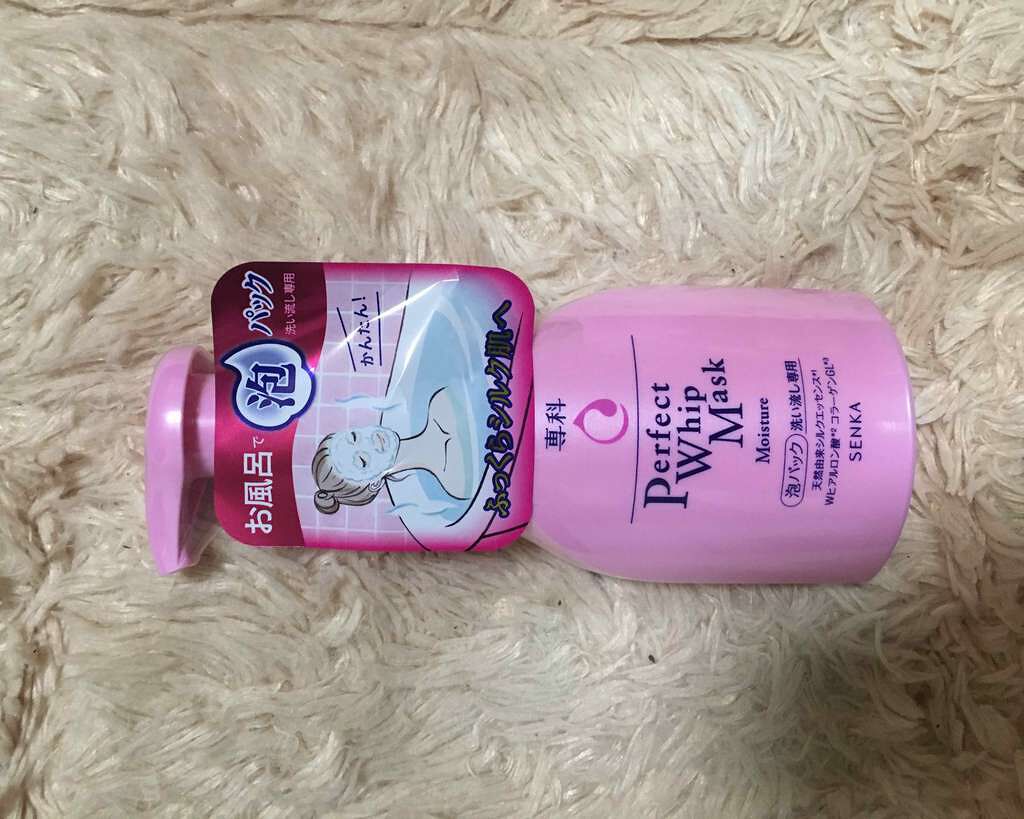 お風呂で
泡パック
洗い流し専用
かんたん!
ふっくらシルク肌へ
専科
Perfect
Whip
Mask
Moisture
泡パック 洗い流し専用
天然由来シルクエッセンス*1
Wヒアルロン酸*2 コラーゲンGL*3
SENKA